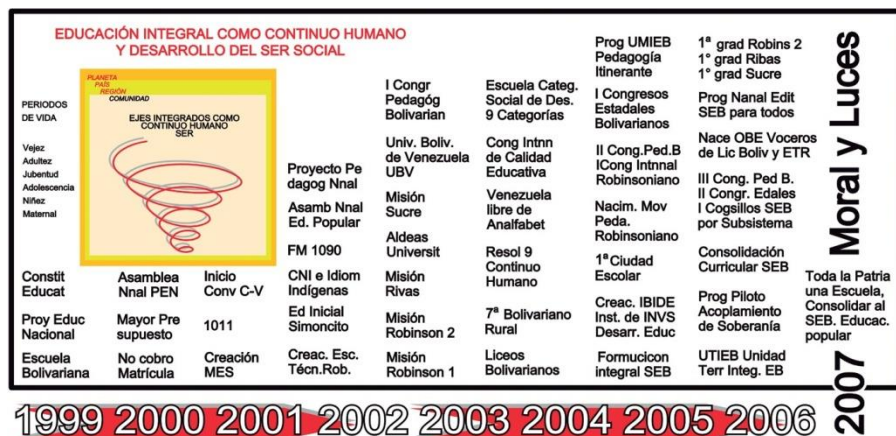 EDUCACIÓN INTEGRAL COMO CONTINUO HUMANO
Y DESARROLLO DEL SER SOCIAL
PLANETA
PAÍS
REGIÓN
COMUNIDAD
EJES INTEGRADOS COMO
CONTINUO HUMANO
SER
PERIODOS
DE VIDA
Vejez
Adultez
Jubentud
Adolescencia
Niñez
Maternal
Constit
Educat
Proy Educ
Nacional
Escuela
Bolivariana
Asamblea
Nnal PEN
Mayor Pre
supuesto
No cobro
Matrícula
Inicio
Conv C-V
1011
Creación
MES
Proyecto Pe
dagog Nnal
Asamb Nnal
Ed. Popular
FM 1090
CNI e Idiom
Indígenas
Ed Inicial
Simoncito
Creac. Esc.
Técn.Rob.
I Congr
Pedagóg
Bolivarian
Univ. Boliv.
de Venezuela
UBV
Misión
Sucre
Aldeas
Universit
Misión
Rivas
Misión
Robinson 2
Misión
Robinson 1
Escuela Categ.
Social de Des.
9 Categorías
Cong Intnn
de Calidad
Educativa
Venezuela
libre de
Analfabet
Resol 9
Continuo
Humano
7ª Bolivariano
Rural
Liceos
Bolivarianos
Prog UMIEB
Pedagogía
Itinerante
I Congresos
Estadales
Bolivarianos
II Cong.Ped.B
ICong Intnnal
Robinsoniano
Nacim. Mov
Peda.
Robinsoniano
1ª Ciudad
Escolar
Creac. IBIDE
Inst. de INVS
Desarr. Educ
Formucicon
integral SEB
1ª grad Robins 2
1° grad Ribas
1° grad Sucre
Prog Nanal Edit
SEB para todos
Nace OBE Voceros
de Lic Boliv y ETR
III Cong. Ped B.
II Congr. Edales
I Cogsillos SEB
por Subsistema
Consolidación
Curricular SEB
Prog Piloto
Acoplamiento
de Soberanía
UTIEB Unidad
Terr Integ. EB
Toda la Patria
una Escuela,
Consolidar al
SEB. Educac.
popular
2007 Moral y Luces
1999 2000 2001 2002 2003 2004 2005 2006